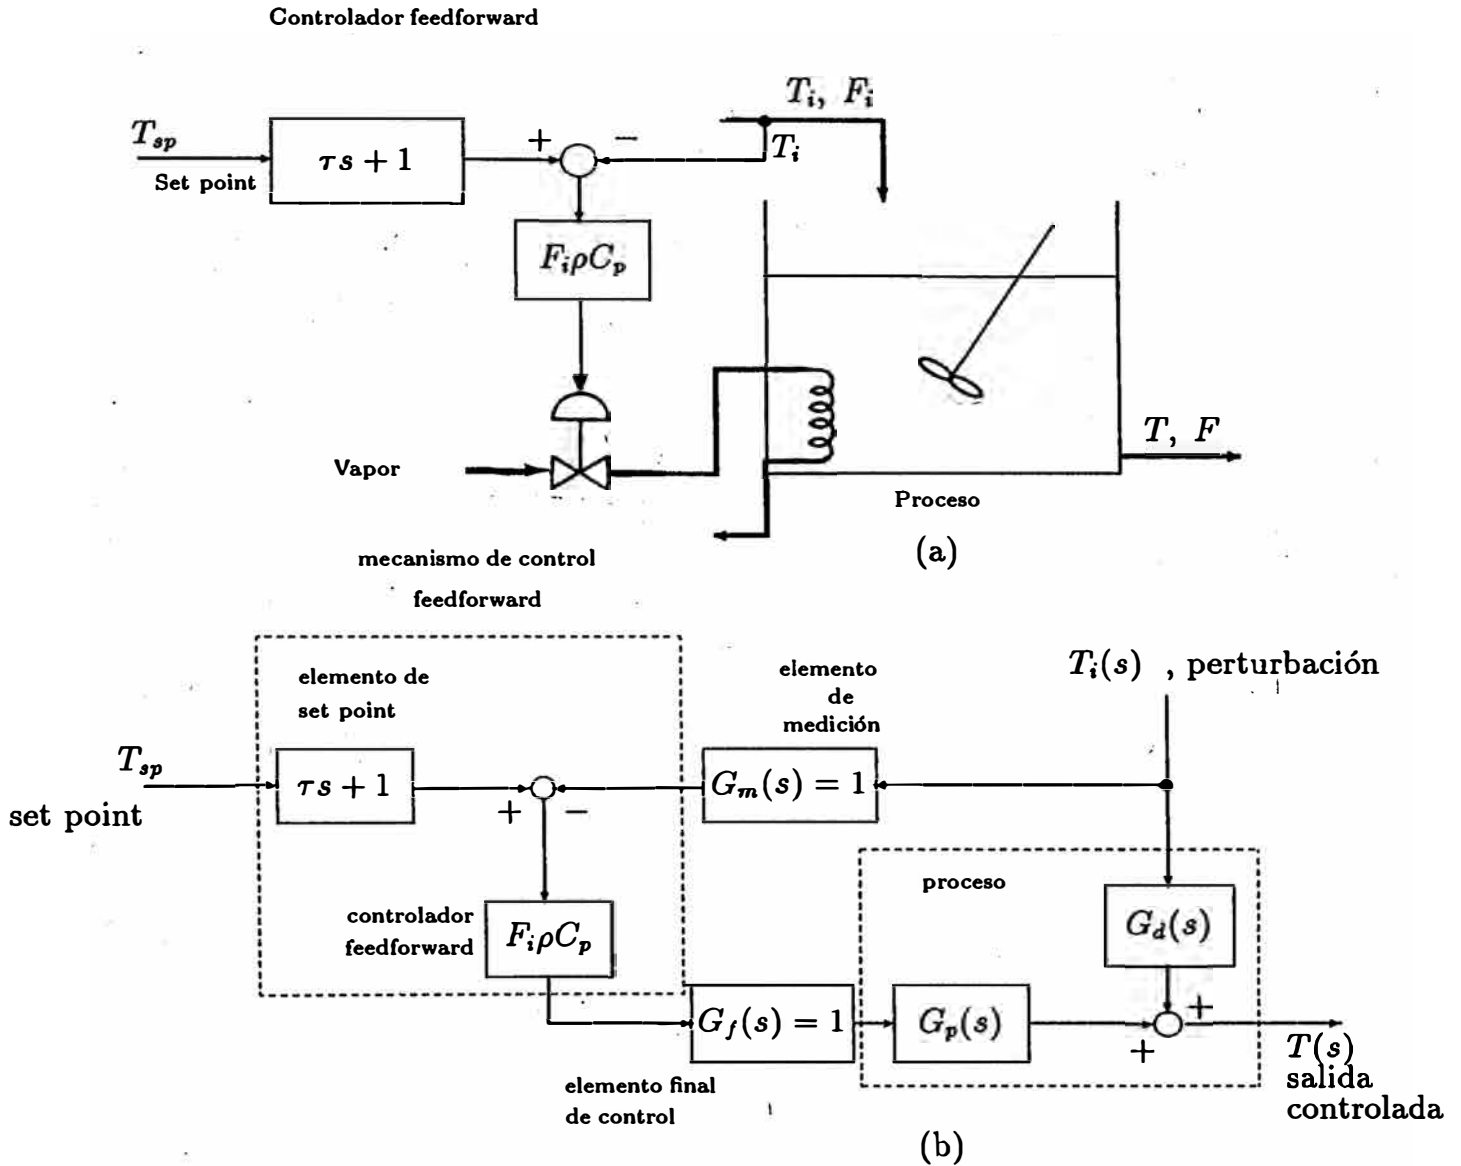 Controlador feedforward
T_i, F_i
T_sp
τs + 1
+
−
T_i
Set point
F_iρC_p
T, F
Vapor
Proceso
(a)
mecanismo de control
feedforward
elemento de
set point
elemento
de
medición
T_i(s) , perturbación
T_sp
τs + 1
G_m(s) = 1
set point
+
−
proceso
controlador
feedforward
F_iρC_p
G_d(s)
G_f(s) = 1
G_p(s)
+
+
T(s)
salida
controlada
elemento final
de control
(b)